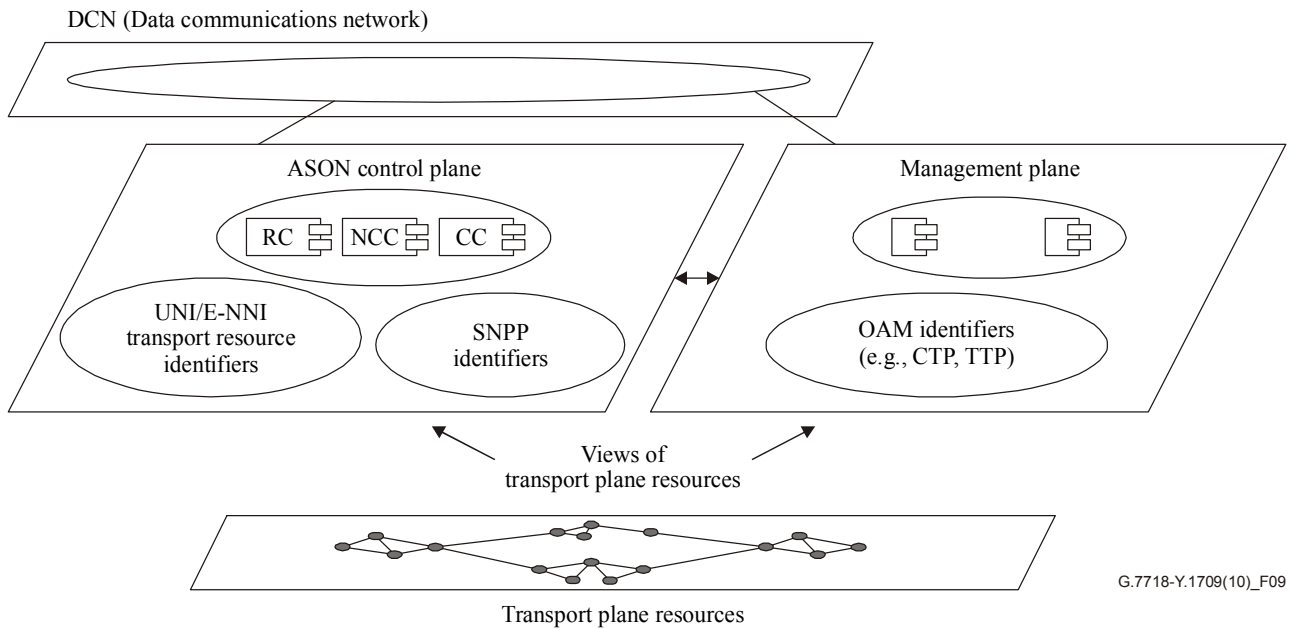 DCN (Data communications network)
ASON control plane
Management plane
RC
NCC
CC
UNI/E-NNI
transport resource
identifiers
SNPP
identifiers
OAM identifiers
(e.g., CTP, TTP)
Views of
transport plane resources
G.7718-Y.1709(10)_F09
Transport plane resources